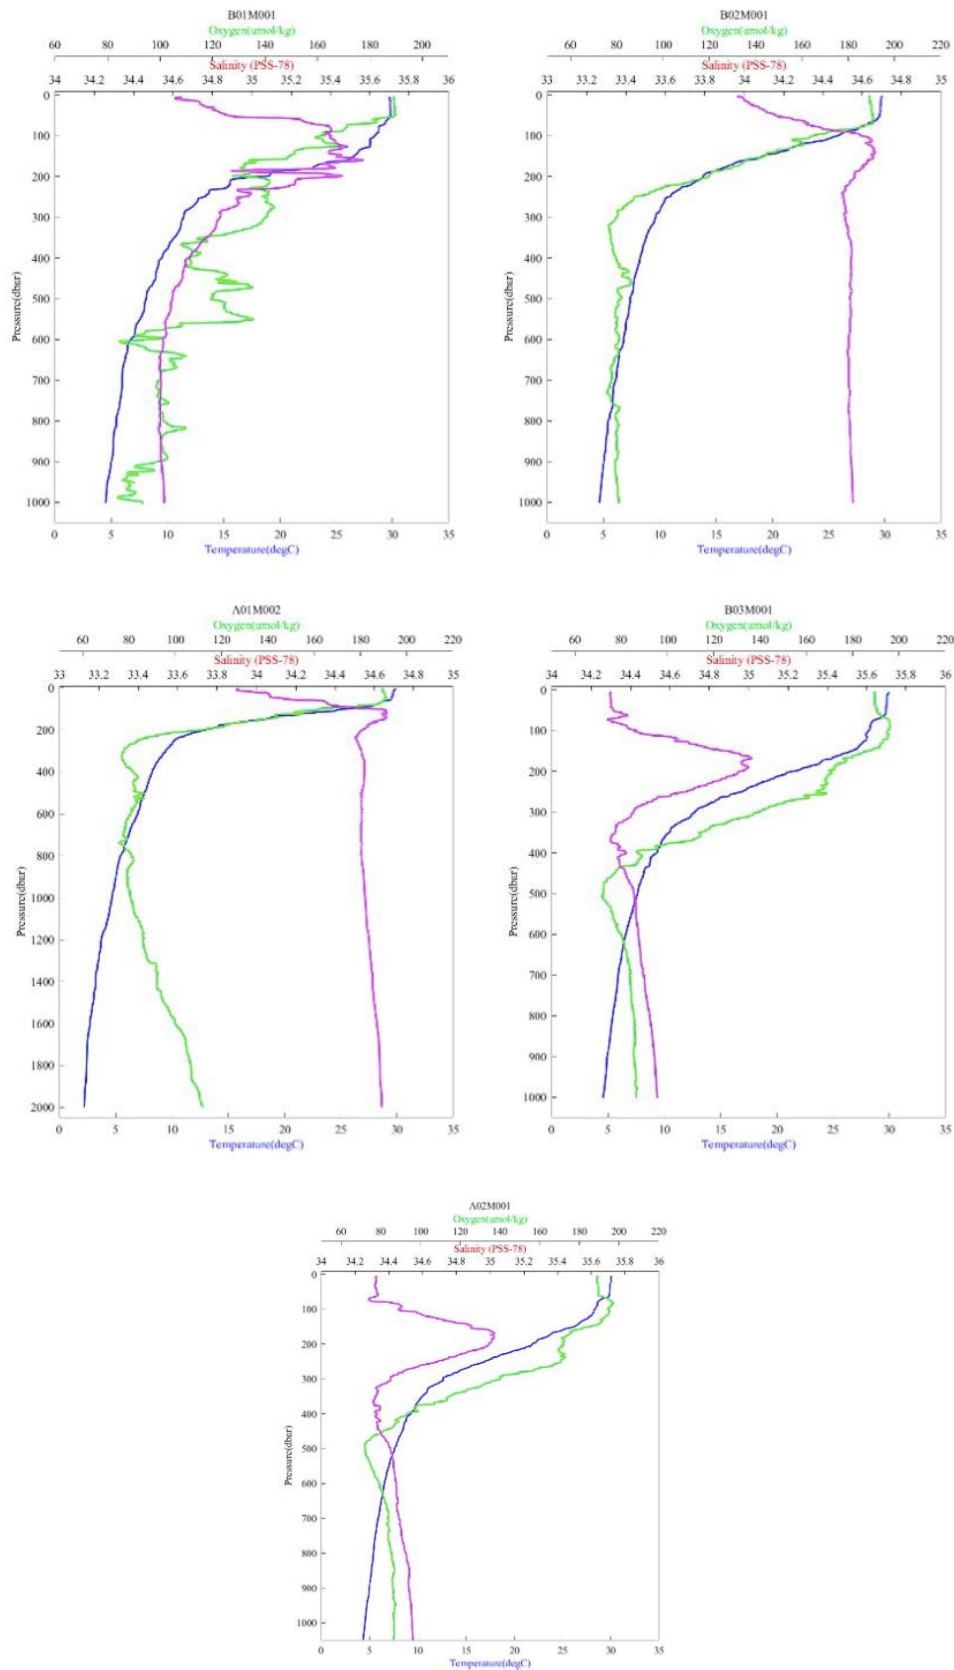 B01M001
Oxygen(umol/kg)
60 80 100 120 140 160 180 200
Salinity (PSS-78)
34 34.2 34.4 34.6 34.8 35 35.2 35.4 35.6 35.8 36
0
100
200
300
400
500
600
700
800
900
1000
Pressure(dbar)
0 5 10 15 20 25 30 35
Temperature(degC)
B02M001
Oxygen(umol/kg)
60 80 100 120 140 160 180 200 220
Salinity (PSS-78)
33 33.2 33.4 33.6 33.8 34 34.2 34.4 34.6 34.8 35
0
100
200
300
400
500
600
700
800
900
1000
Pressure(dbar)
0 5 10 15 20 25 30 35
Temperature(degC)
A01M002
Oxygen(umol/kg)
60 80 100 120 140 160 180 200 220
Salinity (PSS-78)
33 33.2 33.4 33.6 33.8 34 34.2 34.4 34.6 34.8 35
0
200
400
600
800
1000
1200
1400
1600
1800
2000
Pressure(dbar)
0 5 10 15 20 25 30 35
Temperature(degC)
B03M001
Oxygen(umol/kg)
60 80 100 120 140 160 180 200 220
Salinity (PSS-78)
34 34.2 34.4 34.6 34.8 35 35.2 35.4 35.6 35.8 36
0
100
200
300
400
500
600
700
800
900
1000
Pressure(dbar)
0 5 10 15 20 25 30 35
Temperature(degC)
A02M001
Oxygen(umol/kg)
60 80 100 120 140 160 180 200 220
Salinity (PSS-78)
34 34.2 34.4 34.6 34.8 35 35.2 35.4 35.6 35.8 36
0
100
200
300
400
500
600
700
800
900
1000
Pressure(dbar)
0 5 10 15 20 25 30 35
Temperature(degC)